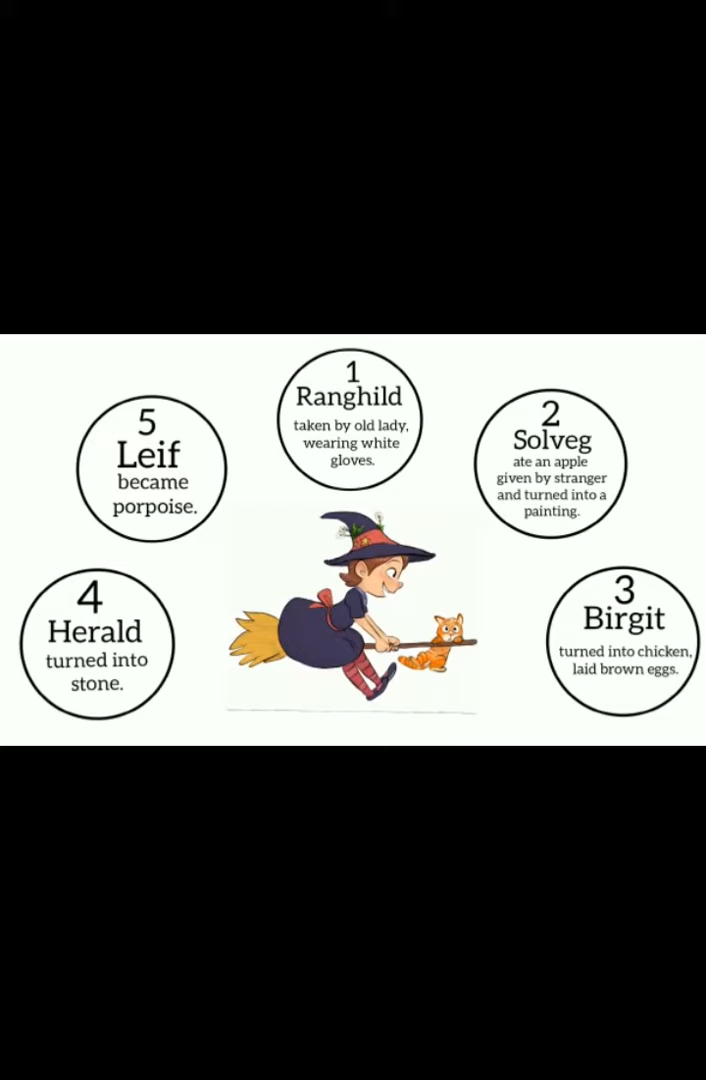 1
Ranghild
taken by old lady,
wearing white
gloves.
2
Solveg
ate an apple
given by stranger
and turned into a
painting.
3
Birgit
turned into chicken,
laid brown eggs.
4
Herald
turned into
stone.
5
Leif
became
porpoise.